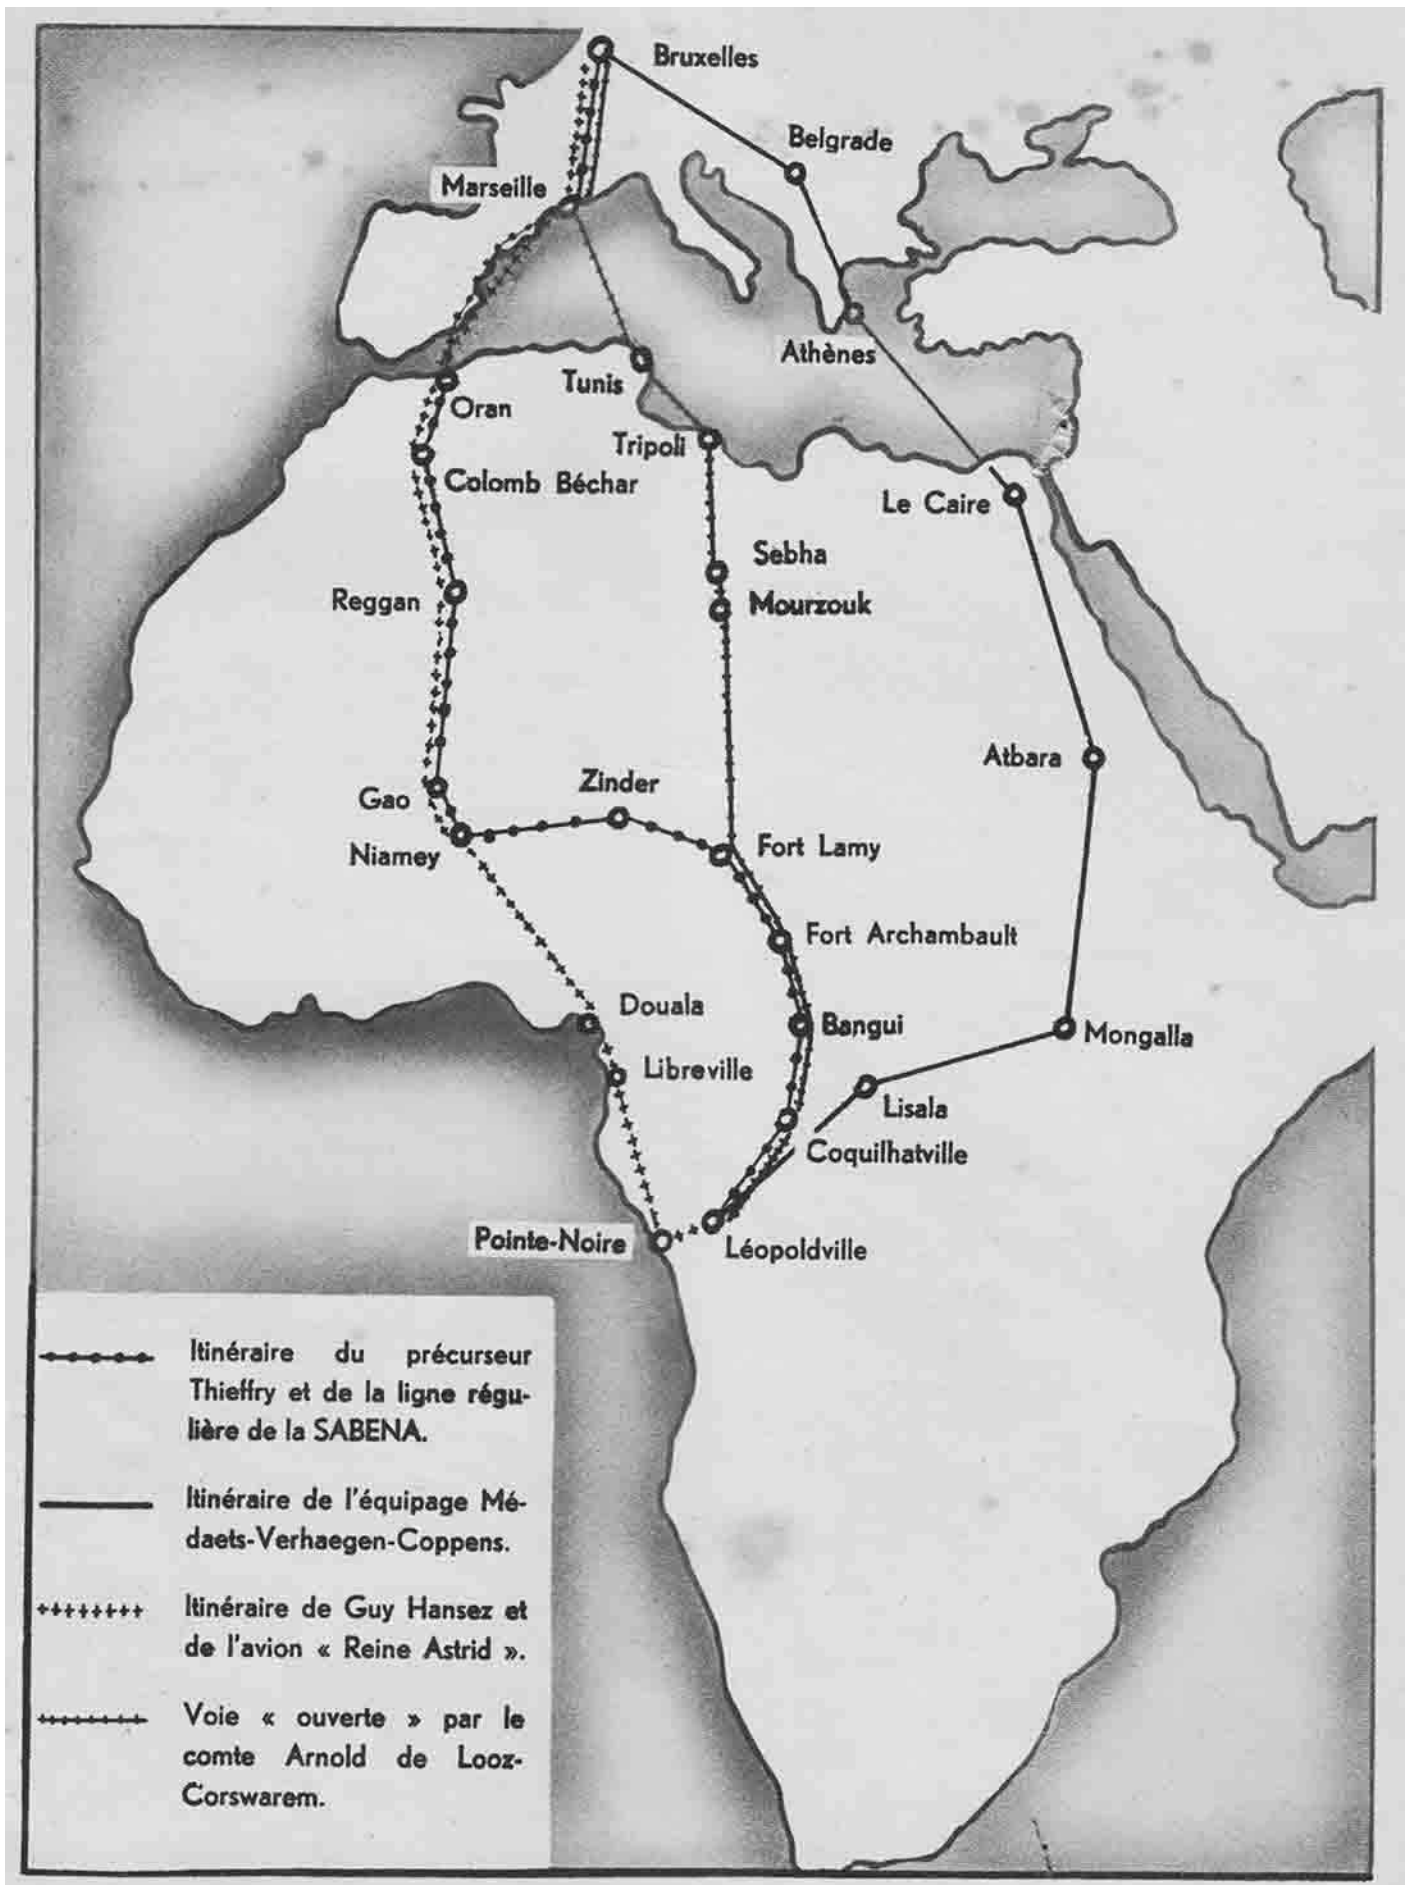 Bruxelles
Belgrade
Marseille
Athènes
Tunis
Oran
Tripoli
Colomb Béchar
Le Caire
Sebha
Reggan
Mourzouk
Atbara
Zinder
Gao
Fort Lamy
Niamey
Fort Archambault
Douala
Bangui
Mongalla
Libreville
Lisala
Coquilhatville
Pointe-Noire
Léopoldville
Itinéraire du précurseur
Thieffry et de la ligne régu-
lière de la SABENA.
Itinéraire de l'équipage Mé-
daets-Verhaegen-Coppens.
Itinéraire de Guy Hansez et
de l'avion « Reine Astrid ».
Voie « ouverte » par le
comte Arnold de Looz-
Corswarem.